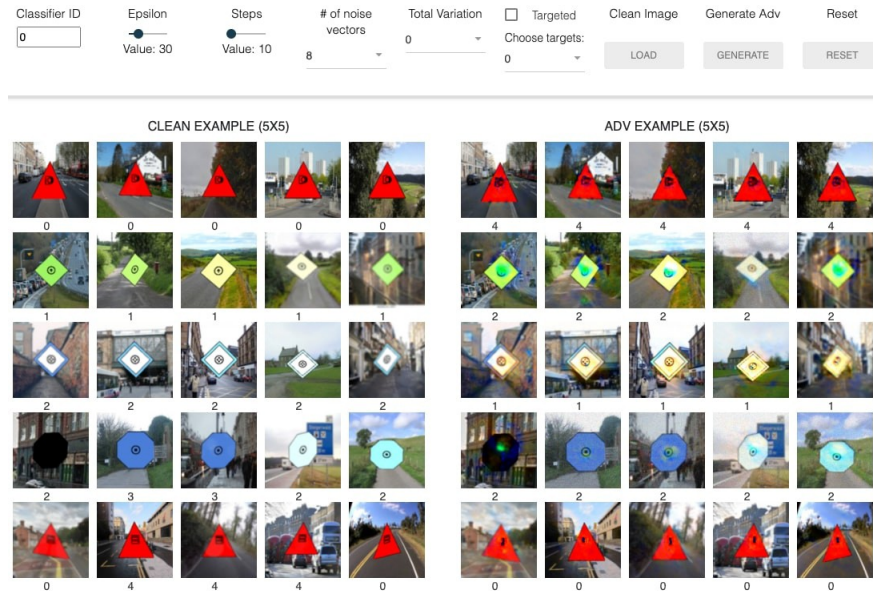 Classifier ID
0
Epsilon
Value: 30
Steps
Value: 10
# of noise
vectors
8
Total Variation
0
Targeted
Choose targets:
0
Clean Image
LOAD
Generate Adv
GENERATE
Reset
RESET
CLEAN EXAMPLE (5X5)
0 0 0 0 0
1 1 1 1 1
2 2 2 2 2
2 3 3 2 2
0 4 4 4 0
ADV EXAMPLE (5X5)
4 4 4 4 4
2 2 2 2 2
1 1 1 1 1
2 2 2 2 2
0 0 0 0 0